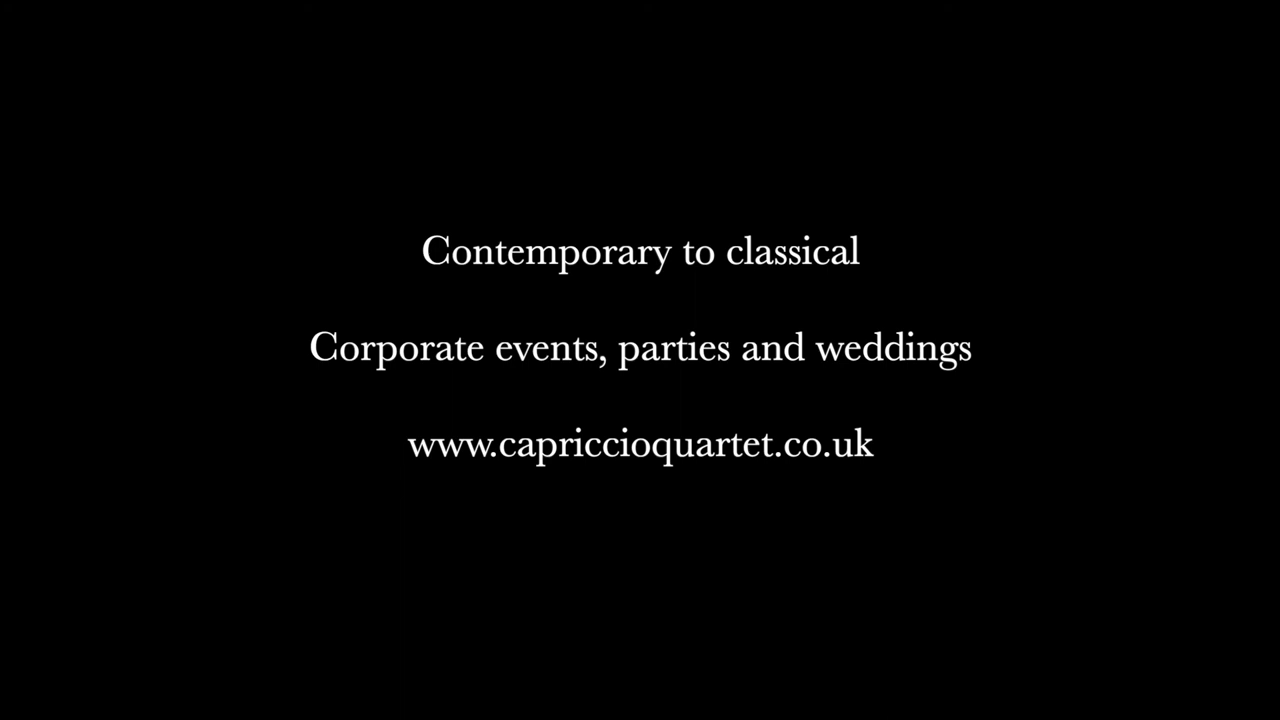 Contemporary to classical
Corporate events, parties and weddings
www.capriccioquartet.co.uk